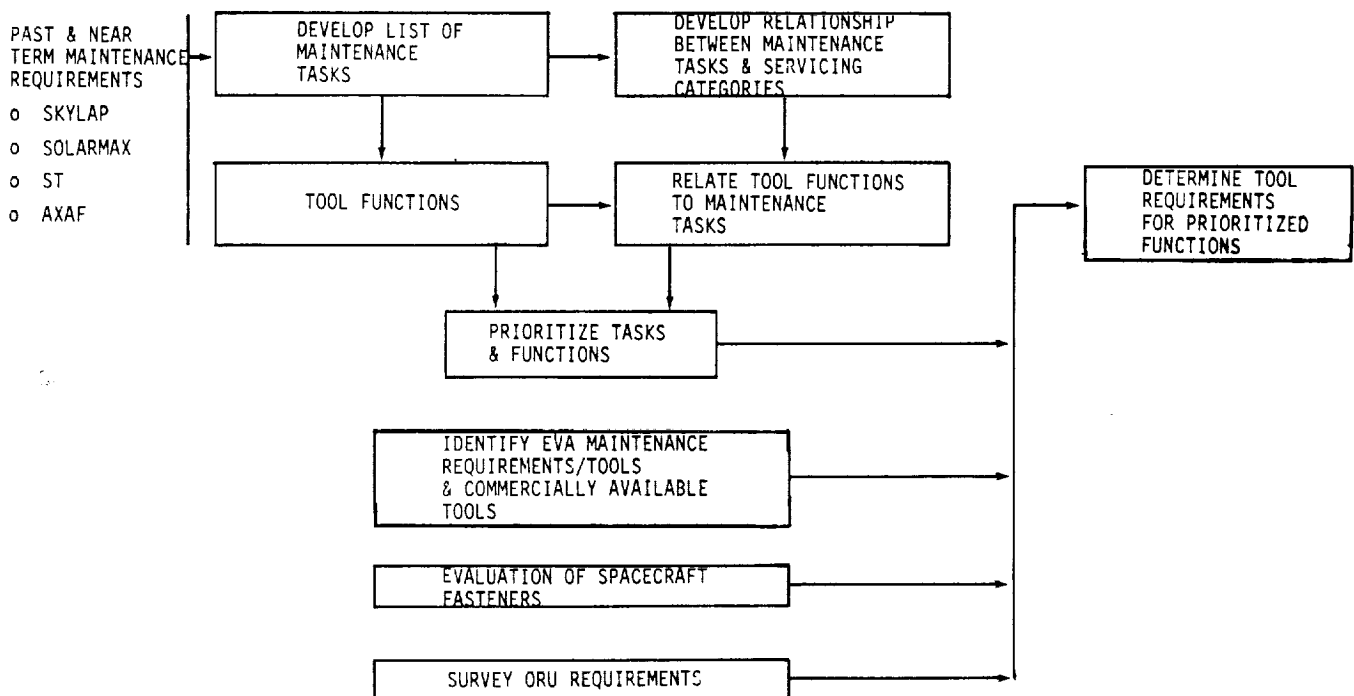 PAST & NEAR
TERM MAINTENANCE
REQUIREMENTS
o SKYLAP
o SOLARMAX
o ST
o AXAF
DEVELOP LIST OF
MAINTENANCE
TASKS
DEVELOP RELATIONSHIP
BETWEEN MAINTENANCE
TASKS & SERVICING
CATEGORIES
TOOL FUNCTIONS
RELATE TOOL FUNCTIONS
TO MAINTENANCE
TASKS
DETERMINE TOOL
REQUIREMENTS
FOR PRIORITIZED
FUNCTIONS
PRIORITIZE TASKS
& FUNCTIONS
IDENTIFY EVA MAINTENANCE
REQUIREMENTS/TOOLS
& COMMERCIALLY AVAILABLE
TOOLS
EVALUATION OF SPACECRAFT
FASTENERS
SURVEY ORU REQUIREMENTS